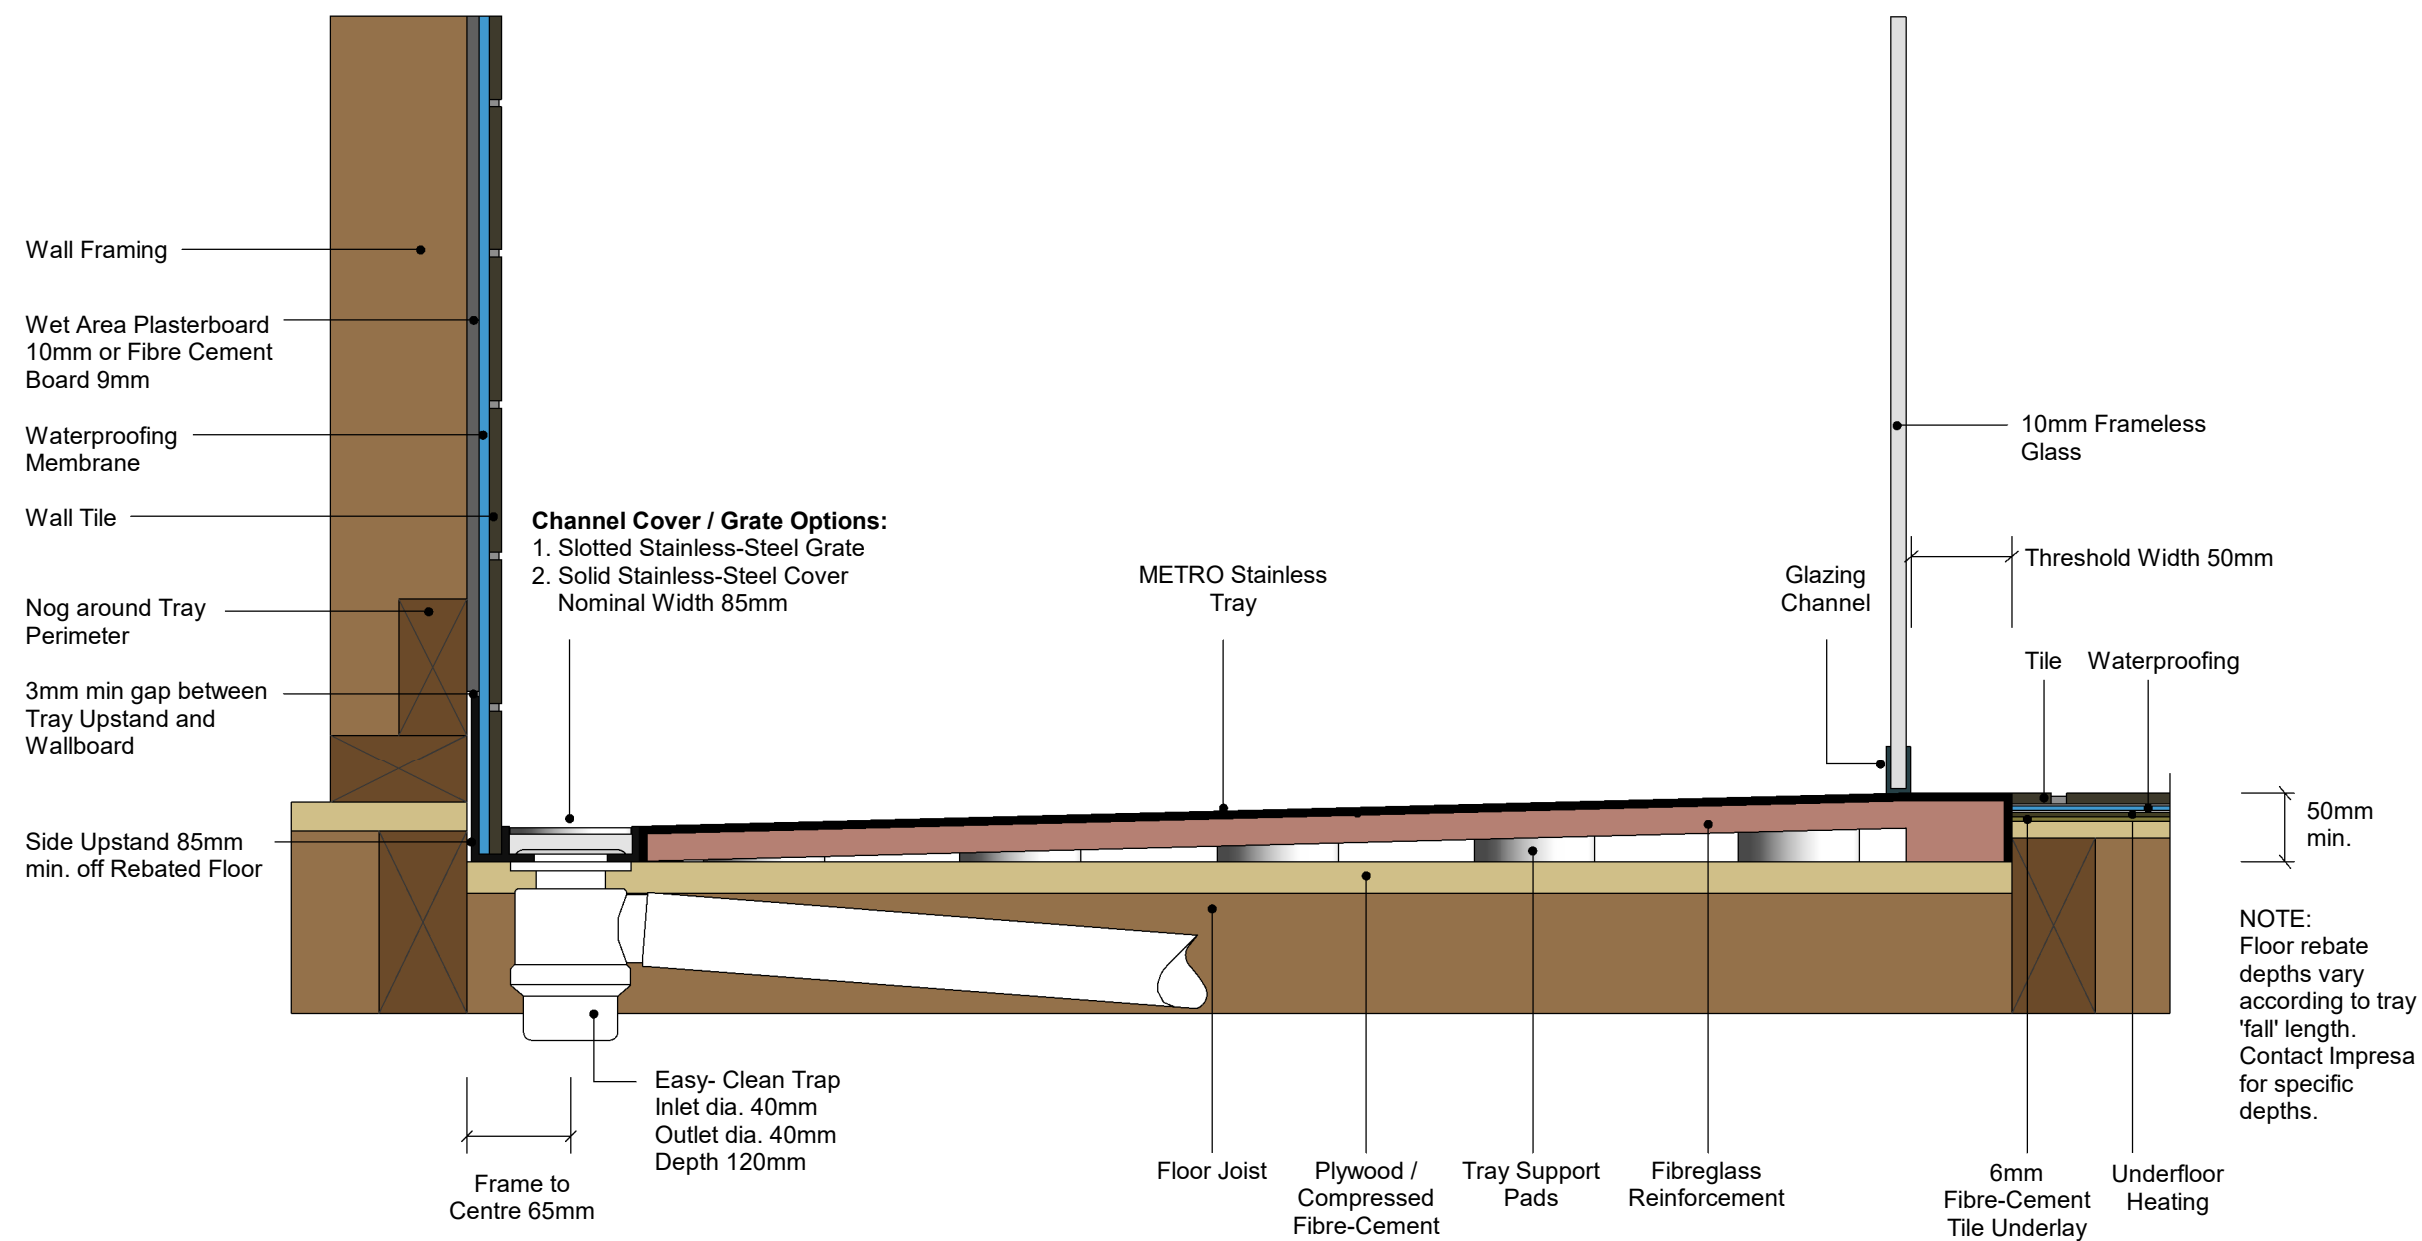 Wall Framing
Wet Area Plasterboard
10mm or Fibre Cement
Board 9mm
Waterproofing
Membrane
Wall Tile
Nog around Tray
Perimeter
3mm min gap between
Tray Upstand and
Wallboard
Side Upstand 85mm
min. off Rebated Floor
Channel Cover / Grate Options:
1. Slotted Stainless-Steel Grate
2. Solid Stainless-Steel Cover
Nominal Width 85mm
METRO Stainless
Tray
Glazing
Channel
10mm Frameless
Glass
Threshold Width 50mm
Tile
Waterproofing
50mm
min.
NOTE:
Floor rebate
depths vary
according to tray
'fall' length.
Contact Impresa
for specific
depths.
Frame to
Centre 65mm
Easy- Clean Trap
Inlet dia. 40mm
Outlet dia. 40mm
Depth 120mm
Floor Joist
Plywood /
Compressed
Fibre-Cement
Tray Support
Pads
Fibreglass
Reinforcement
6mm
Fibre-Cement
Tile Underlay
Underfloor
Heating